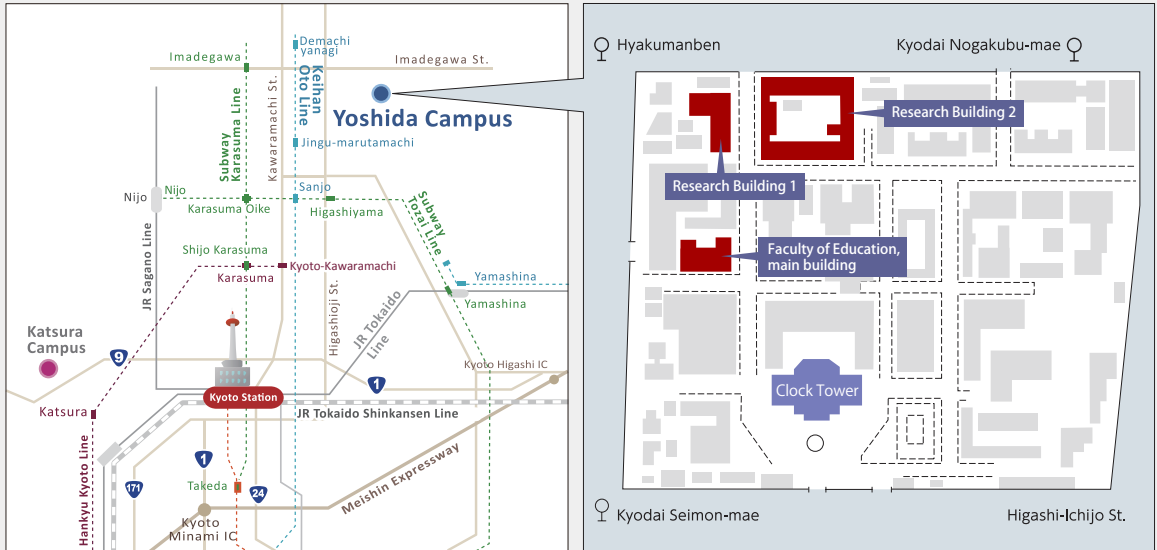 Demachi
yanagi
Imadegawa
Imadegawa St.
Keihan
Oto Line
Kawaramachi St.
Subway
Karasuma Line
Yoshida Campus
Jingu-marutamachi
Nijo
Nijo
Sanjo
Karasuma Oike
Higashiyama
Subway
Tozai Line
JR Sagano Line
Shijo Karasuma
Karasuma
Kyoto-Kawaramachi
Yamashina
Yamashina
Higashioji St.
JR Tokaido
Line
Katsura
Campus
9
Kyoto Higashi IC
1
Kyoto Station
JR Tokaido Shinkansen Line
Katsura
Hankyu Kyoto Line
1
Meishin Expressway
171
Takeda
24
Kyoto
Minami IC
Hyakumanben
Kyodai Nogakubu-mae
Research Building 2
Research Building 1
Faculty of Education,
main building
Clock Tower
Kyodai Seimon-mae
Higashi-Ichijo St.